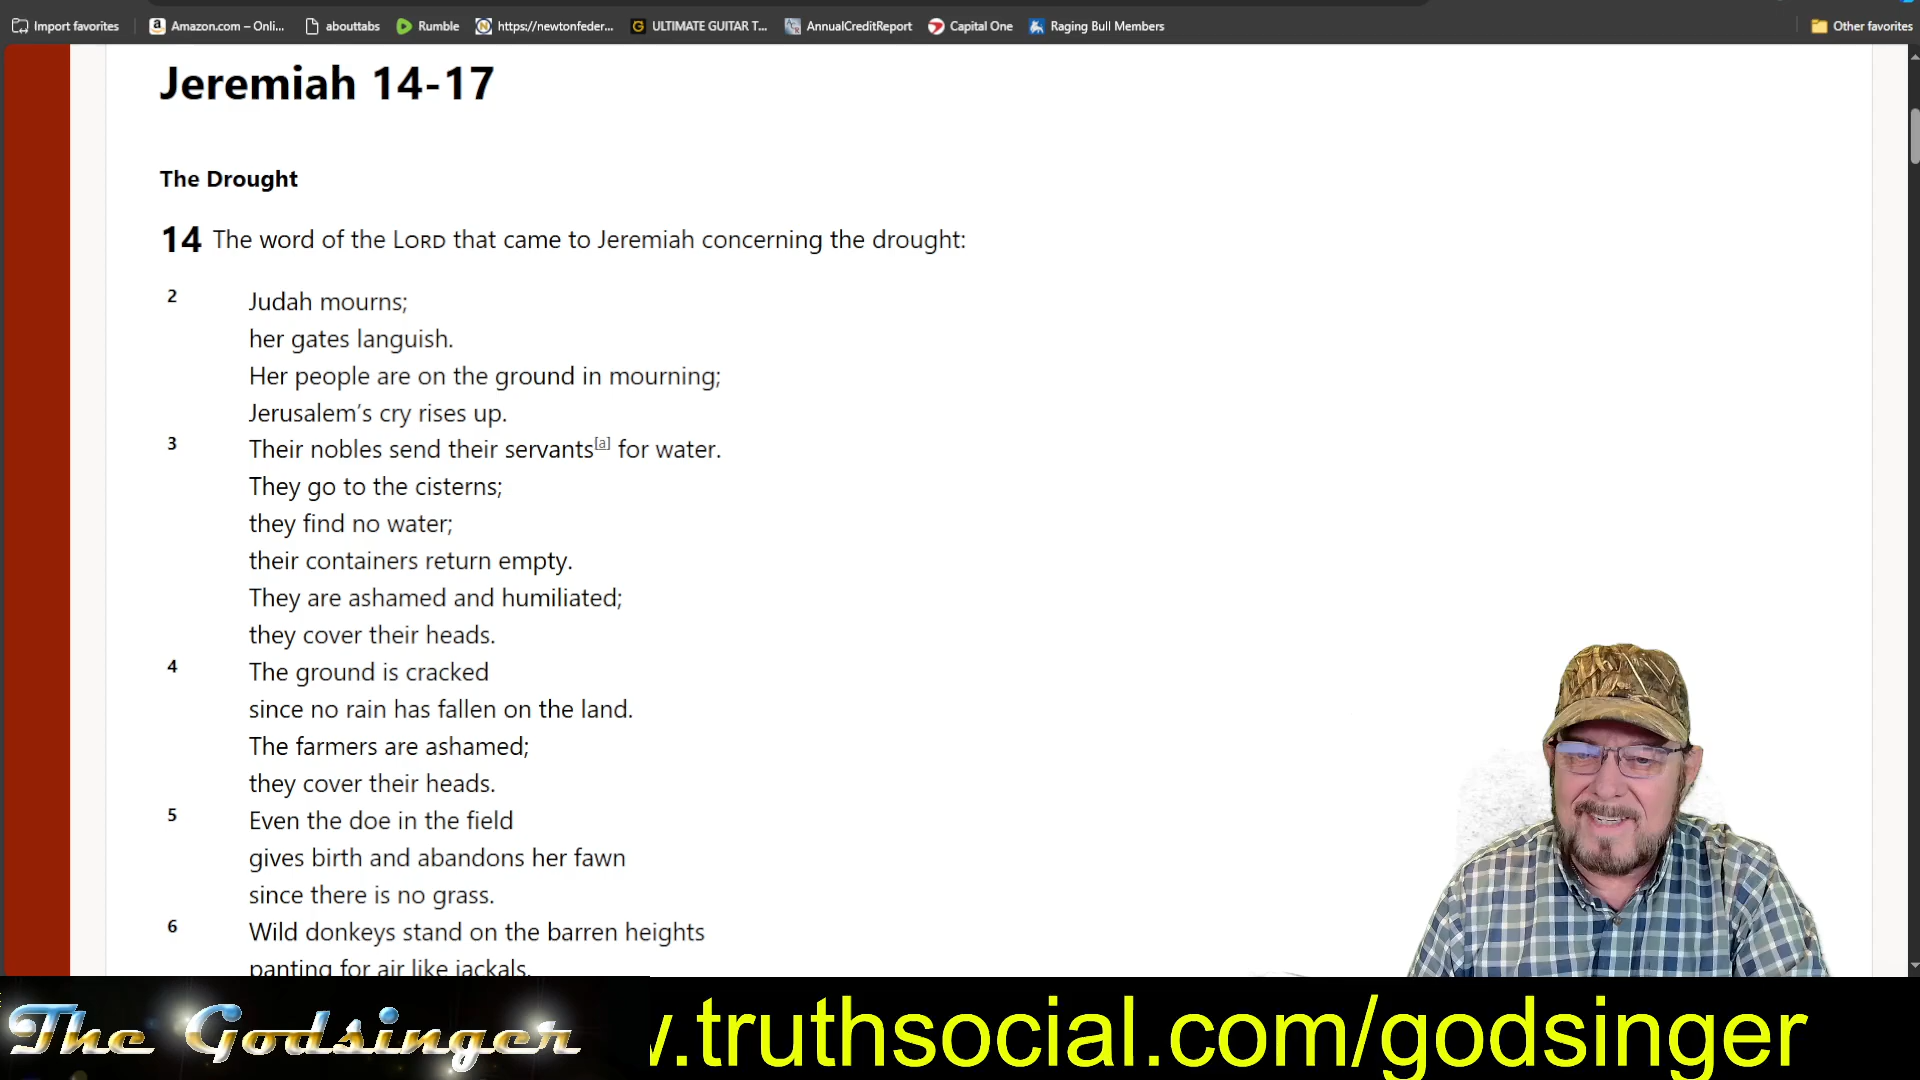 Import favorites
Amazon.com – Onli...
abouttabs
Rumble
https://newtonfeder...
ULTIMATE GUITAR T...
AnnualCreditReport
Capital One
Raging Bull Members
Other favorites
Jeremiah 14-17
The Drought
14 The word of the LORD that came to Jeremiah concerning the drought:
2 Judah mourns;
her gates languish.
Her people are on the ground in mourning;
Jerusalem’s cry rises up.
3 Their nobles send their servants[a] for water.
They go to the cisterns;
they find no water;
their containers return empty.
They are ashamed and humiliated;
they cover their heads.
4 The ground is cracked
since no rain has fallen on the land.
The farmers are ashamed;
they cover their heads.
5 Even the doe in the field
gives birth and abandons her fawn
since there is no grass.
6 Wild donkeys stand on the barren heights
panting for air like jackals.
The Godsinger
.truthsocial.com/godsinger